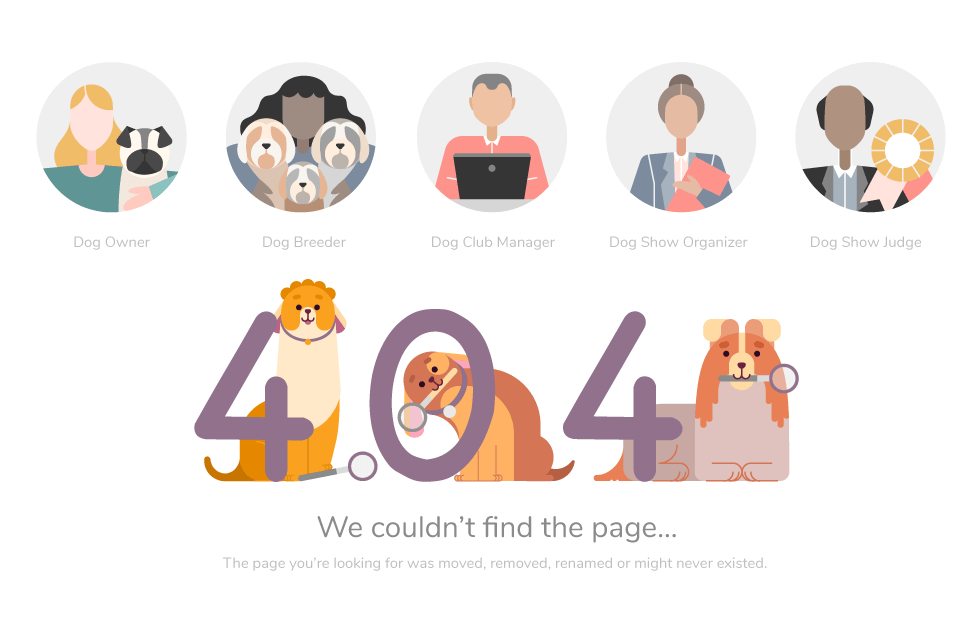 Dog Owner
Dog Breeder
Dog Club Manager
Dog Show Organizer
Dog Show Judge
404
We couldn’t find the page...
The page you’re looking for was moved, removed, renamed or might never existed.